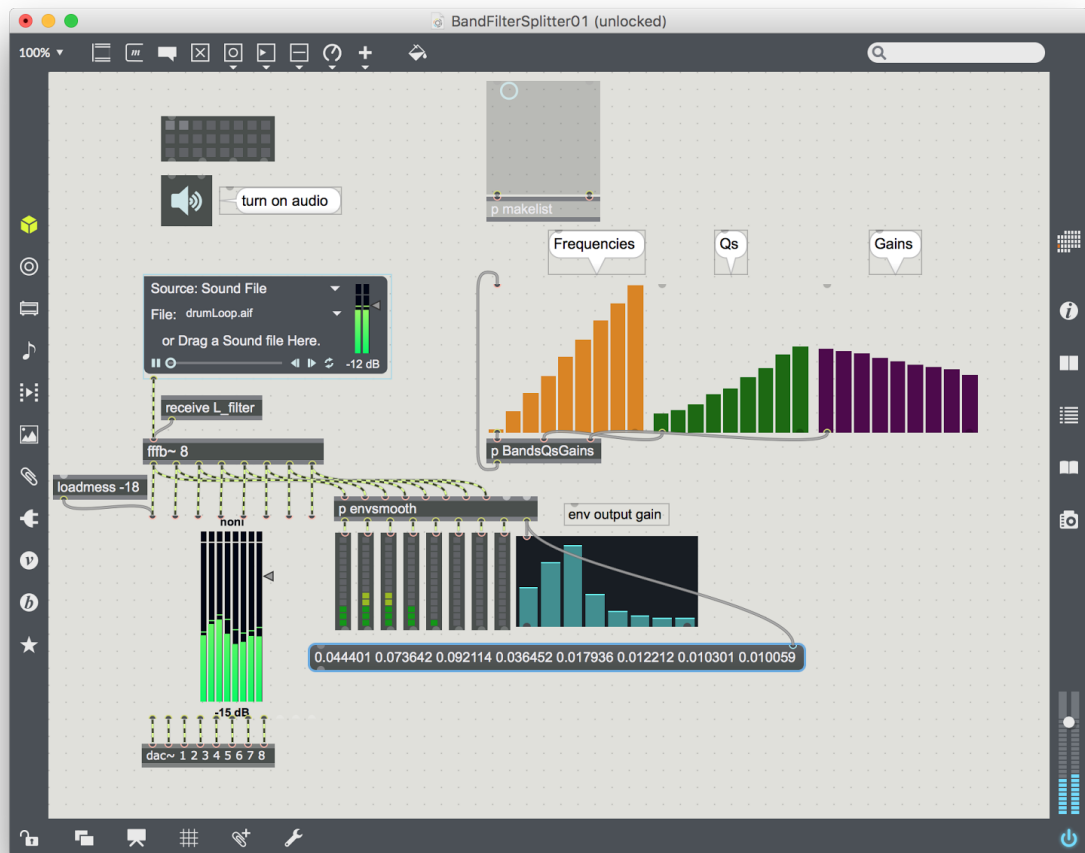 BandFilterSplitter01 (unlocked)
100%
m
turn on audio
p makelist
Frequencies
Qs
Gains
Source: Sound File
File: drumLoop.aif
or Drag a Sound file Here.
-12 dB
receive L_filter
fffb~ 8
p BandsQsGains
loadmess -18
p envsmooth
env output gain
noni
0.044401 0.073642 0.092114 0.036452 0.017936 0.012212 0.010301 0.010059
-15 dB
dac~ 1 2 3 4 5 6 7 8
i
v
b